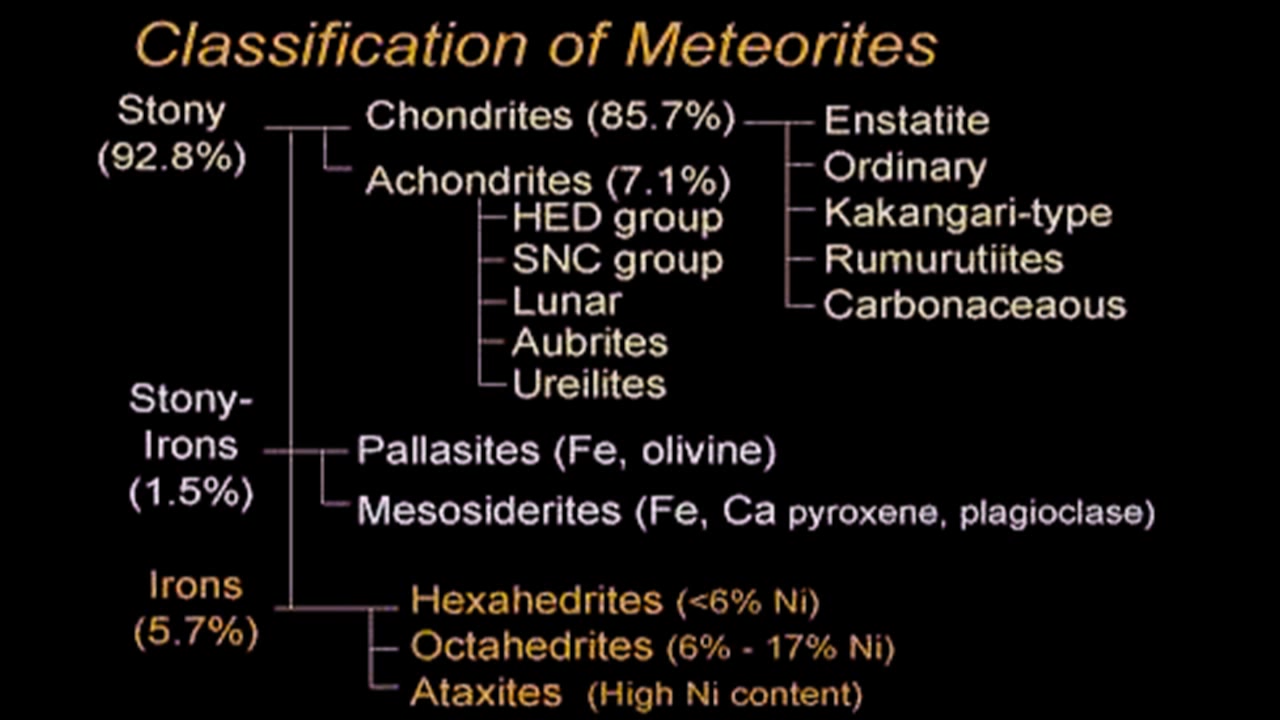 Classification of Meteorites
Stony
(92.8%)
Chondrites (85.7%)
Enstatite
Ordinary
Kakangari-type
Rumurutiites
Carbonaceaous
Achondrites (7.1%)
HED group
SNC group
Lunar
Aubrites
Ureilites
Stony-
Irons
(1.5%)
Pallasites (Fe, olivine)
Mesosiderites (Fe, Ca pyroxene, plagioclase)
Irons
(5.7%)
Hexahedrites (<6% Ni)
Octahedrites (6% - 17% Ni)
Ataxites (High Ni content)